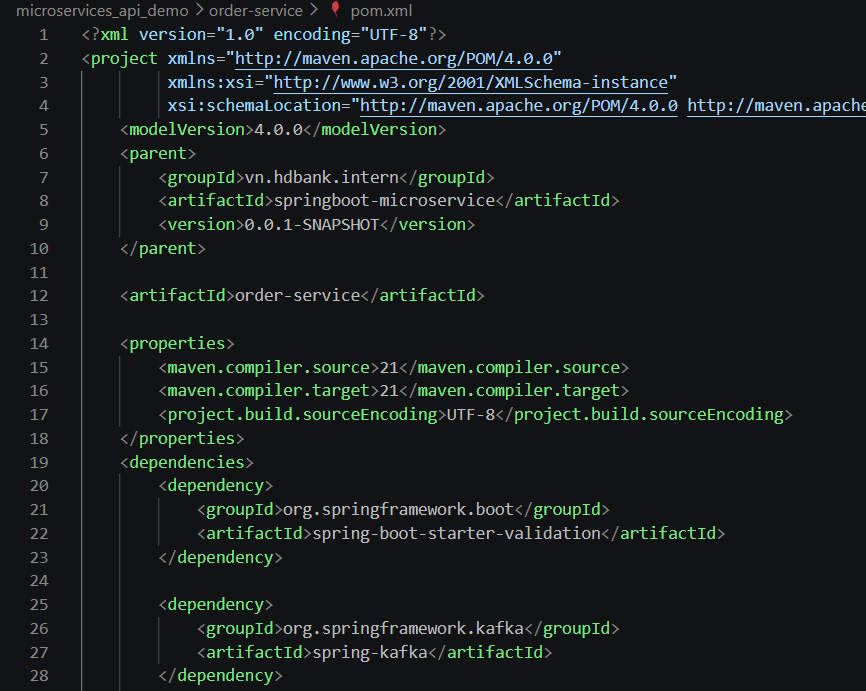 microservices_api_demo > order-service > pom.xml
1 <?xml version="1.0" encoding="UTF-8"?>
2 <project xmlns="http://maven.apache.org/POM/4.0.0"
3 xmlns:xsi="http://www.w3.org/2001/XMLSchema-instance"
4 xsi:schemaLocation="http://maven.apache.org/POM/4.0.0 http://maven.apache
5 <modelVersion>4.0.0</modelVersion>
6 <parent>
7 <groupId>vn.hdbank.intern</groupId>
8 <artifactId>springboot-microservice</artifactId>
9 <version>0.0.1-SNAPSHOT</version>
10 </parent>
11
12 <artifactId>order-service</artifactId>
13
14 <properties>
15 <maven.compiler.source>21</maven.compiler.source>
16 <maven.compiler.target>21</maven.compiler.target>
17 <project.build.sourceEncoding>UTF-8</project.build.sourceEncoding>
18 </properties>
19 <dependencies>
20 <dependency>
21 <groupId>org.springframework.boot</groupId>
22 <artifactId>spring-boot-starter-validation</artifactId>
23 </dependency>
24
25 <dependency>
26 <groupId>org.springframework.kafka</groupId>
27 <artifactId>spring-kafka</artifactId>
28 </dependency>